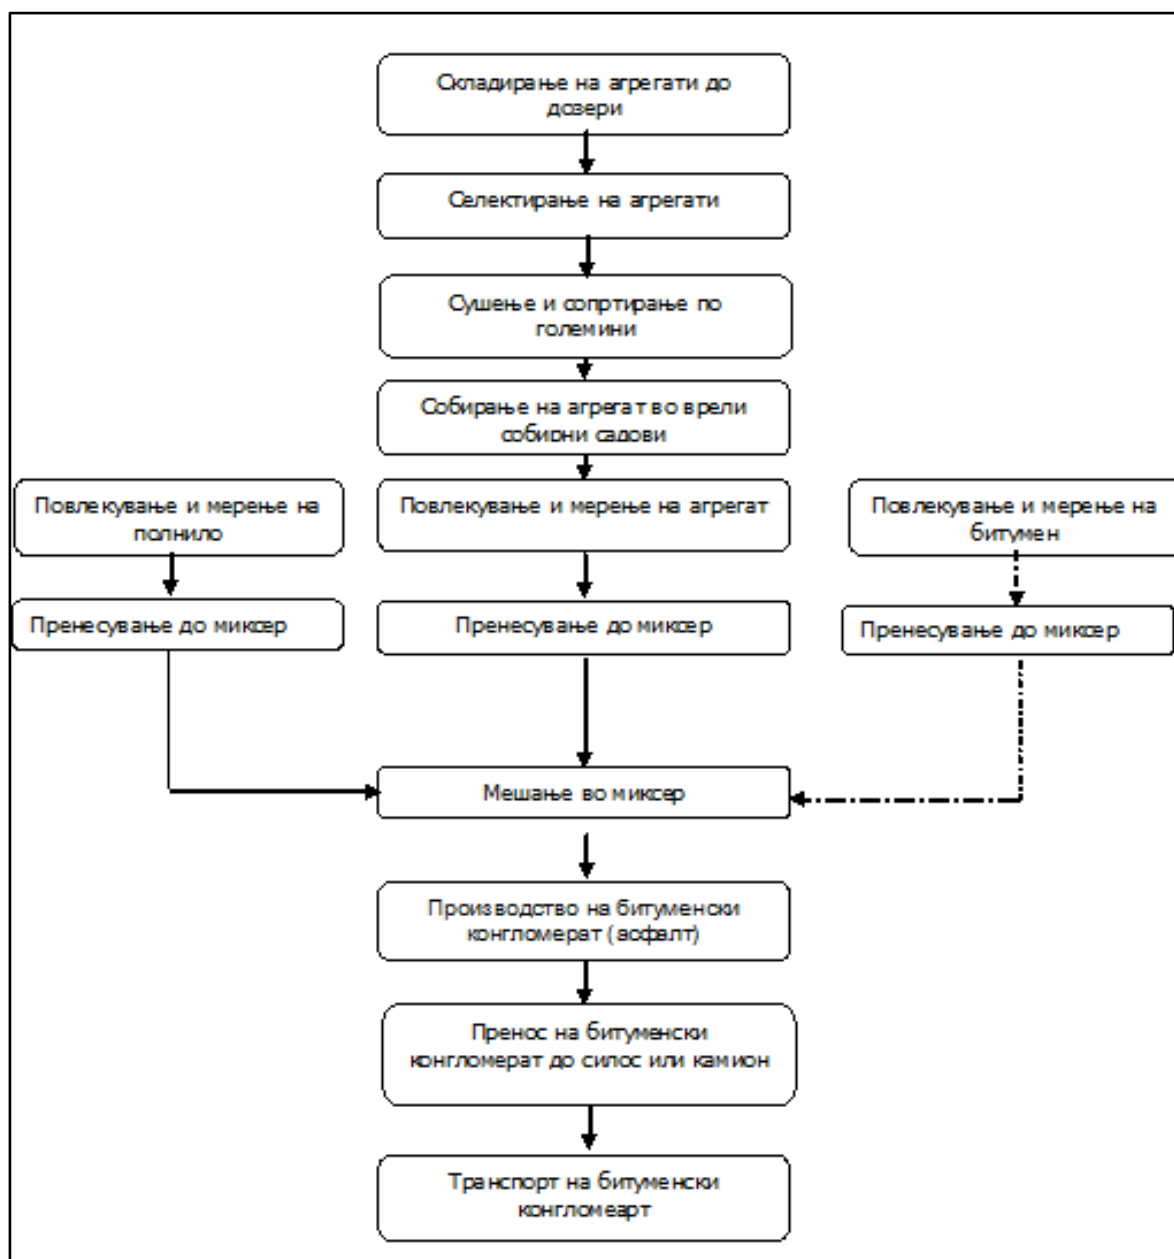 Складирање на агрегати до
дозери
Селектирање на агрегати
Сушење и сопртирање по
големини
Собирање на агрегат во врели
собирни садови
Повлекување и мерење на
полнило
Повлекување и мерење на агрегат
Повлекување и мерење на
битумен
Пренесување до миксер
Пренесување до миксер
Пренесување до миксер
Мешање во миксер
Производство на битуменски
конгломерат (асфалт)
Пренос на битуменски
конгломерат до силос или камион
Транспорт на битуменски
конгломеарт